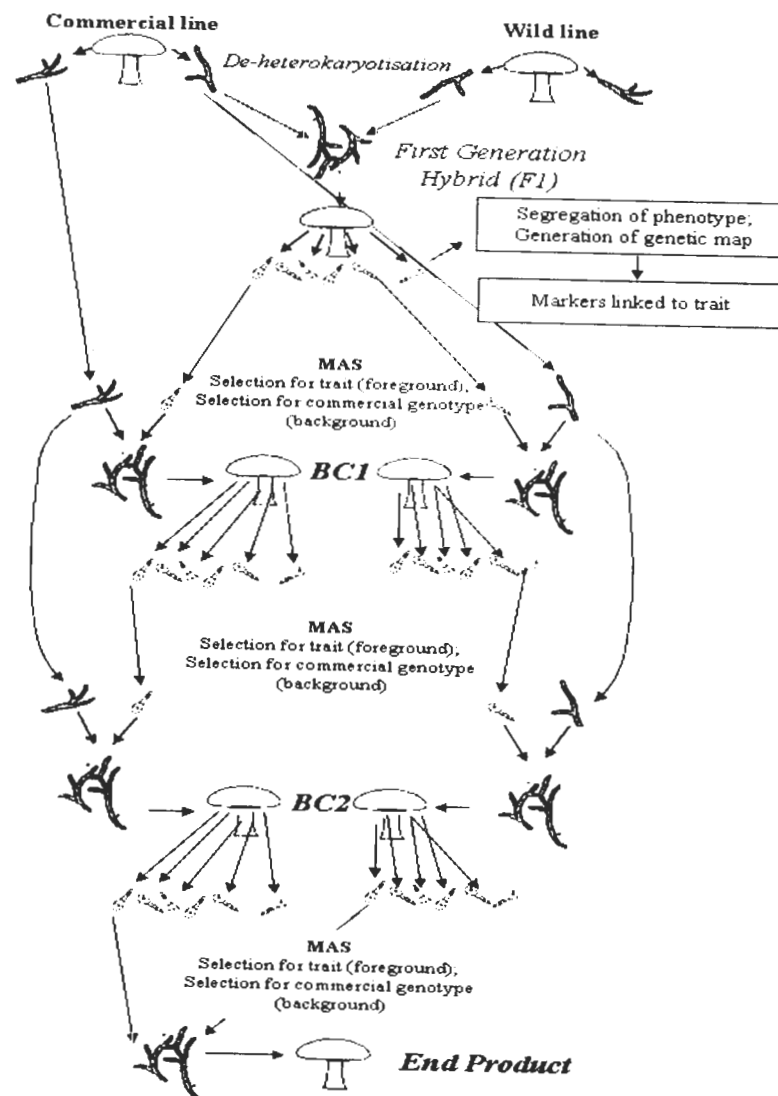 Commercial line
Wild line
De-heterokaryotisation
First Generation
Hybrid (F1)
Segregation of phenotype;
Generation of genetic map
Markers linked to trait
MAS
Selection for trait (foreground),
Selection for commercial genotype
(background)
BC1
MAS
Selection for trait (foreground);
Selection for commercial genotype
(background)
BC2
MAS
Selection for trait (foreground);
Selection for commercial genotype
(background)
End Product